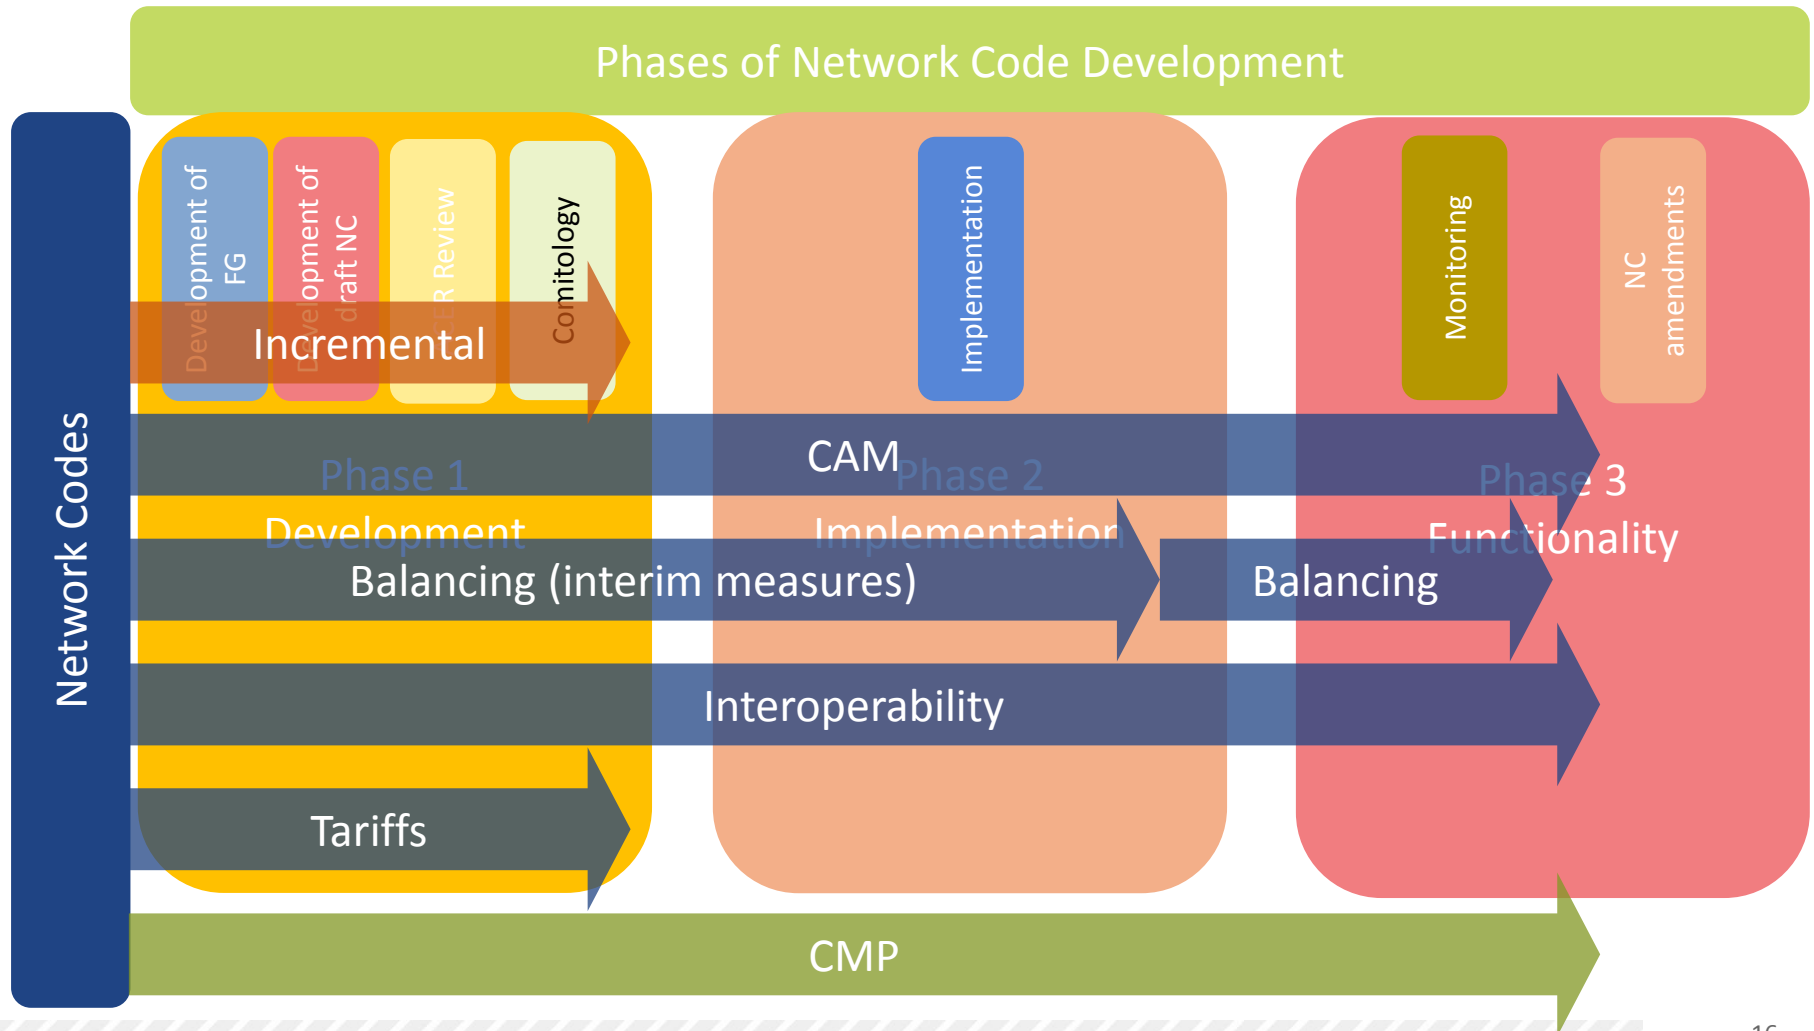 Phases of Network Code Development
Network Codes
Development of
FG
Development of
draft NC
Review
Comitology
Implementation
Monitoring
NC
amendments
Incremental
CAM
Phase 1
Development
Phase 2
Implementation
Phase 3
Functionality
Balancing (interim measures)
Balancing
Interoperability
Tariffs
CMP